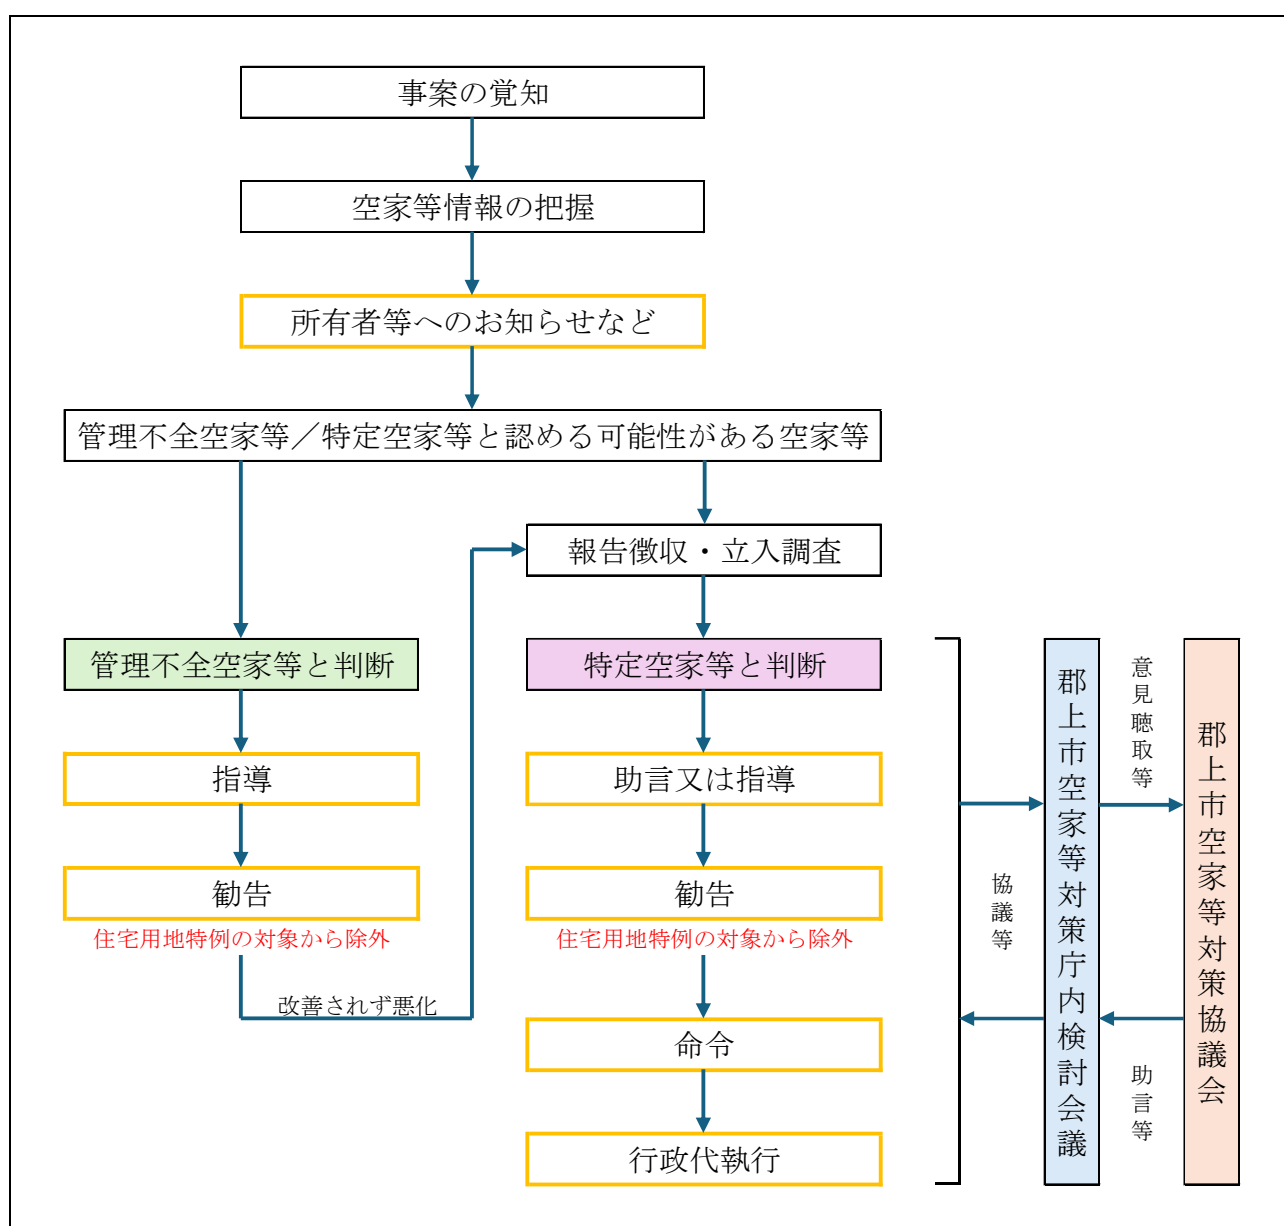 事案の覚知
空家等情報の把握
所有者等へのお知らせなど
管理不全空家等／特定空家等と認める可能性がある空家等
報告徴収・立入調査
管理不全空家等と判断
特定空家等と判断
指導
助言又は指導
勧告
勧告
住宅用地特例の対象から除外
住宅用地特例の対象から除外
改善されず悪化
命令
行政代執行
協議等
郡上市空家等対策庁内検討会議
意見聴取等
助言等
郡上市空家等対策協議会